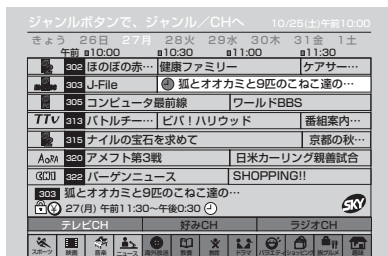 ジャンルボタンで、ジャンル／CHへ 10/25(土)午前10:00
きょう 26日 27月 28火 29水 30木 31金 1土
午前 10:00 10:30 11:00 11:30
302 ほのぼの赤… 健康ファミリー ケアサー…
303 J-File 狐とオオカミと9匹のこねこ達の…
305 コンピュータ最前線 ワールドBBS
TTV 313 バトルチー… ビバ！ハリウッド 番組案内…
315 ナイルの宝石を求めて 京都の秋…
AoRA 320 アメフト第3戦 日米カーリング親善試合
322 バーゲンニュース SHOPPING!!
303 狐とオオカミと9匹のこねこ達の…
27(月) 午前11:30~午後0:30 SKY
テレビCH 好みCH ラジオCH
スポーツ 映画 音楽 ニュース 海外放送 教養 ドラマ バラエティ ショッピング 旅グルメ 趣味